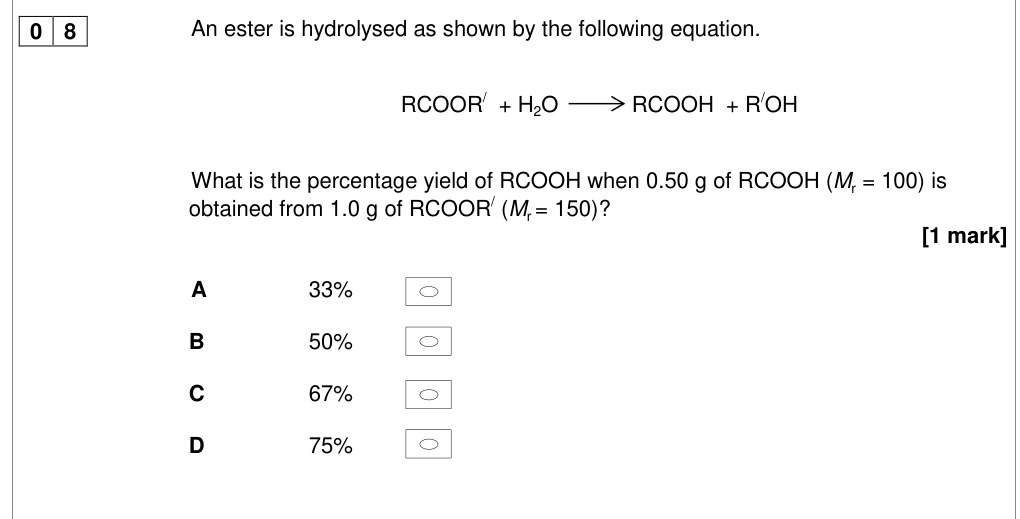 0 8 An ester is hydrolysed as shown by the following equation.
RCOOR/ + H₂O ⟶ RCOOH + R/OH
What is the percentage yield of RCOOH when 0.50 g of RCOOH (Mr = 100) is
obtained from 1.0 g of RCOOR/ (Mr = 150)?
[1 mark]
A 33%
B 50%
C 67%
D 75%